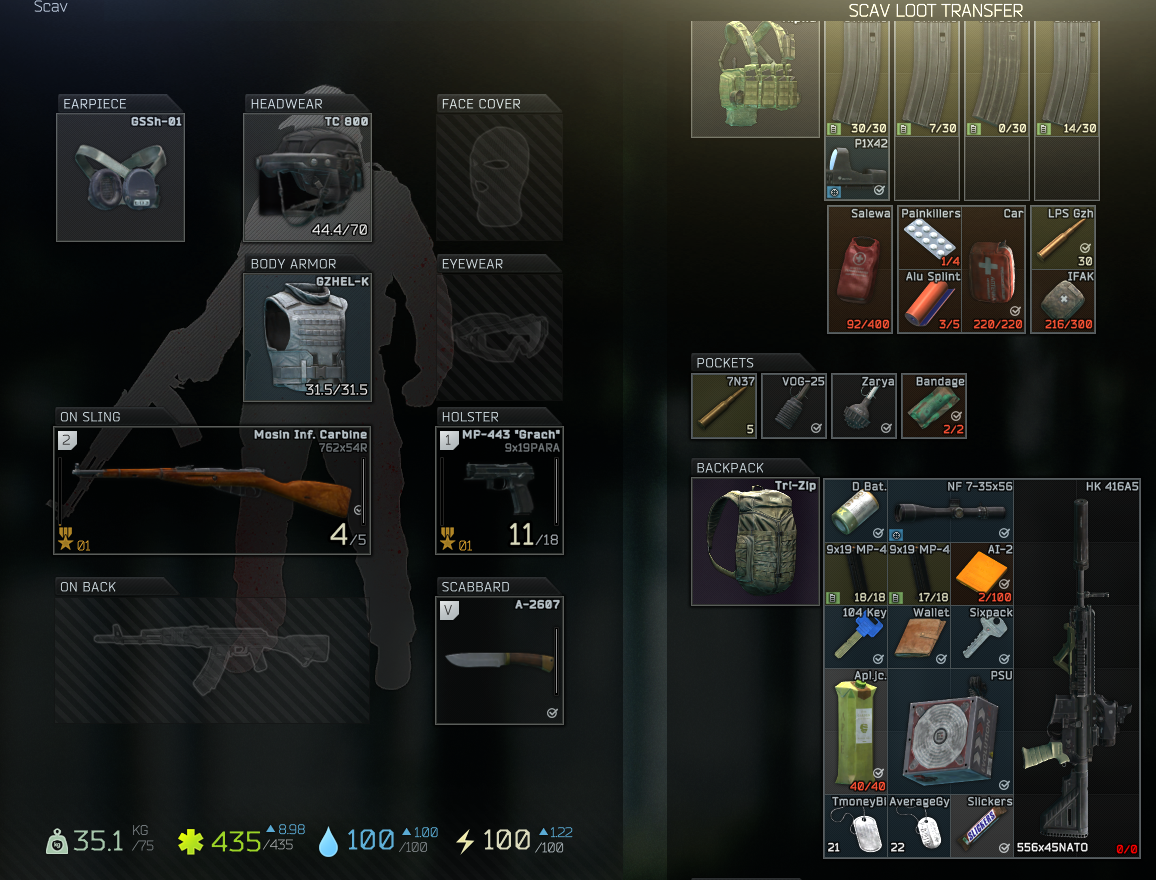 Scav
SCAV LOOT TRANSFER
EARPIECE
GSSh-01
HEADWEAR
TC 800
44.4/70
FACE COVER
BODY ARMOR
GZHEL-K
31.5/31.5
EYEWEAR
ON SLING
2
Mosin Inf. Carbine
762x54R
01
4/5
HOLSTER
1
MP-443 "Grach"
9x19PARA
01
11/18
ON BACK
SCABBARD
V
A-2607
35.1
KG
/75
435
8.98
/435
100
1.00
/100
100
1.22
/100
30/30
7/30
0/30
14/30
P1X42
Salewa
92/400
Painkillers
1/4
Car
220/220
Alu Splint
3/5
LPS Gzh
30
IFAK
216/300
POCKETS
7N37
5
VOG-25
Zarya
Bandage
2/2
BACKPACK
Tri-Zip
D Bat.
NF 7-35x56
HK 416A5
9x19 MP-4
18/18
9x19 MP-4
17/18
AI-2
2/100
104 Key
Wallet
Sixpack
Apl.jc.
40/40
PSU
TmoneyBl
21
AverageGy
22
Slickers
SLICKERS
556x45NATO
0/0